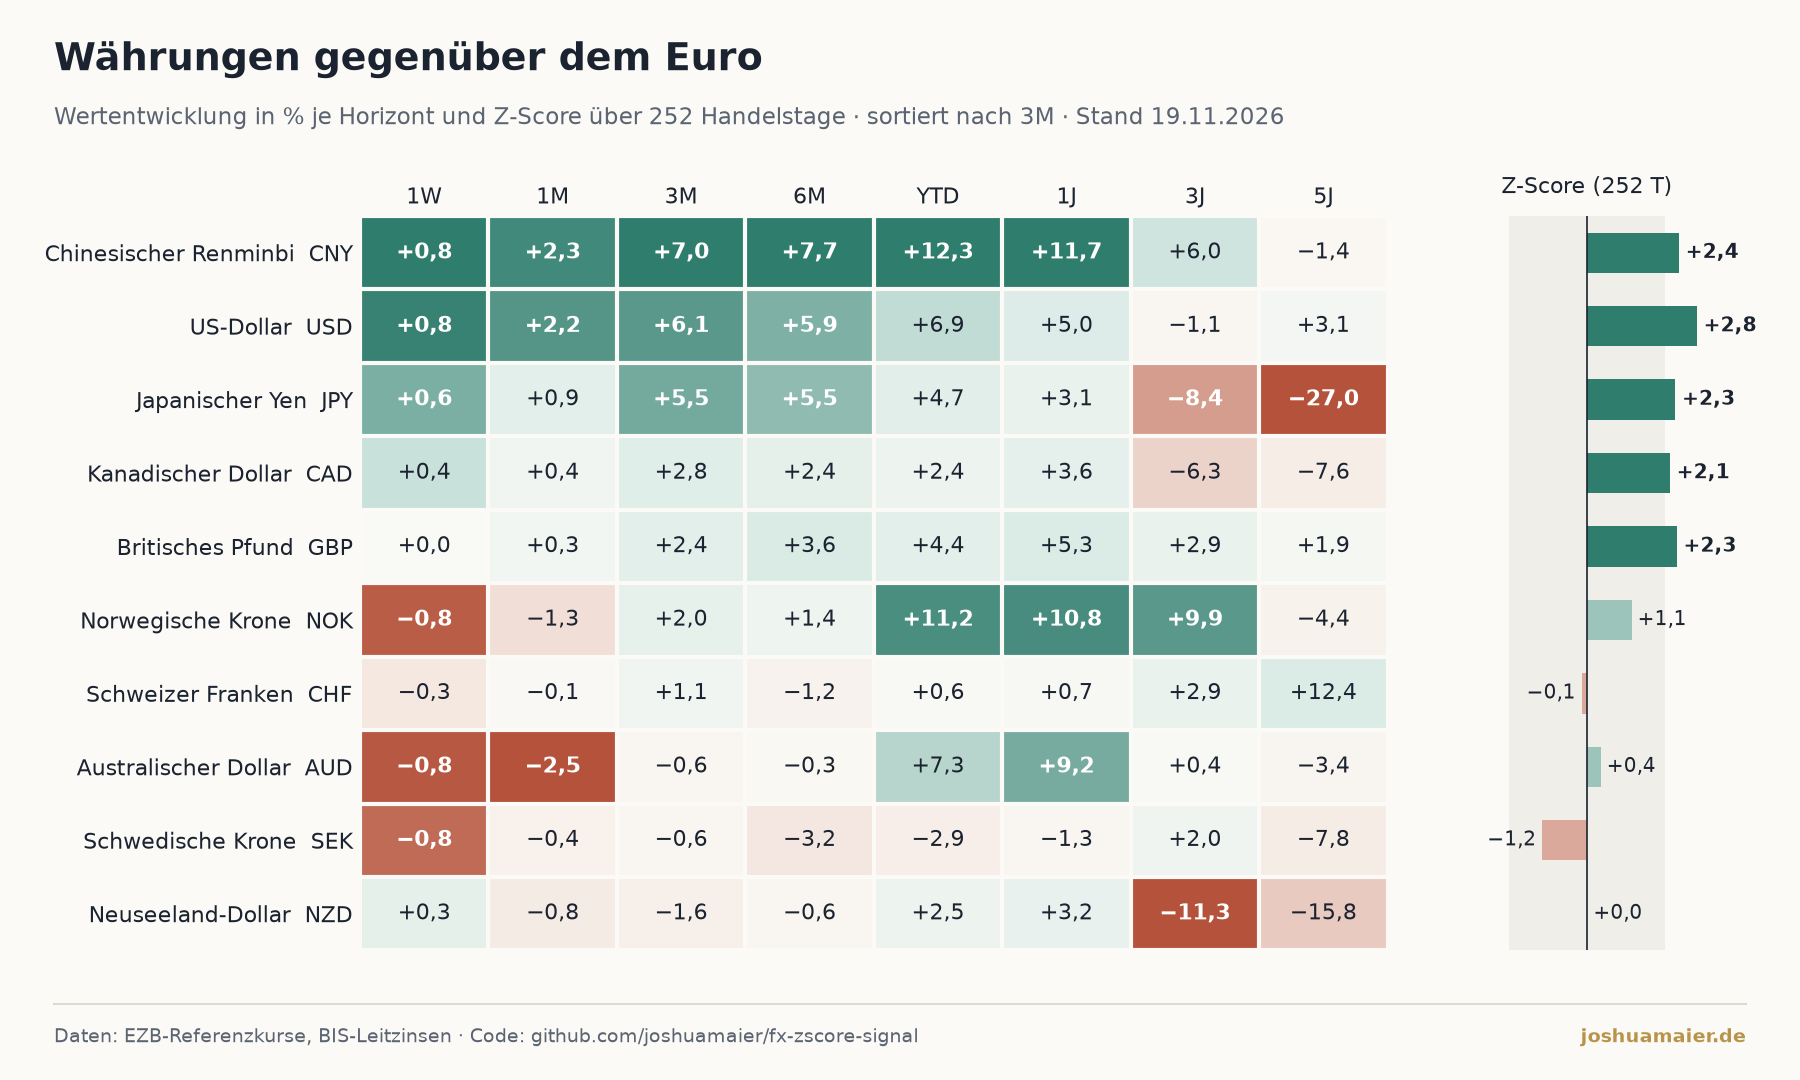 Währungen gegenüber dem Euro
Wertentwicklung in % je Horizont und Z-Score über 252 Handelstage · sortiert nach 3M · Stand 19.11.2026
1W 1M 3M 6M YTD 1J 3J 5J Z-Score (252 T)
Chinesischer Renminbi CNY +0,8 +2,3 +7,0 +7,7 +12,3 +11,7 +6,0 −1,4 +2,4
US-Dollar USD +0,8 +2,2 +6,1 +5,9 +6,9 +5,0 −1,1 +3,1 +2,8
Japanischer Yen JPY +0,6 +0,9 +5,5 +5,5 +4,7 +3,1 −8,4 −27,0 +2,3
Kanadischer Dollar CAD +0,4 +0,4 +2,8 +2,4 +2,4 +3,6 −6,3 −7,6 +2,1
Britisches Pfund GBP +0,0 +0,3 +2,4 +3,6 +4,4 +5,3 +2,9 +1,9 +2,3
Norwegische Krone NOK −0,8 −1,3 +2,0 +1,4 +11,2 +10,8 +9,9 −4,4 +1,1
Schweizer Franken CHF −0,3 −0,1 +1,1 −1,2 +0,6 +0,7 +2,9 +12,4 −0,1
Australischer Dollar AUD −0,8 −2,5 −0,6 −0,3 +7,3 +9,2 +0,4 −3,4 +0,4
Schwedische Krone SEK −0,8 −0,4 −0,6 −3,2 −2,9 −1,3 +2,0 −7,8 −1,2
Neuseeland-Dollar NZD +0,3 −0,8 −1,6 −0,6 +2,5 +3,2 −11,3 −15,8 +0,0
Daten: EZB-Referenzkurse, BIS-Leitzinsen · Code: github.com/joshuamaier/fx-zscore-signal
joshuamaier.de